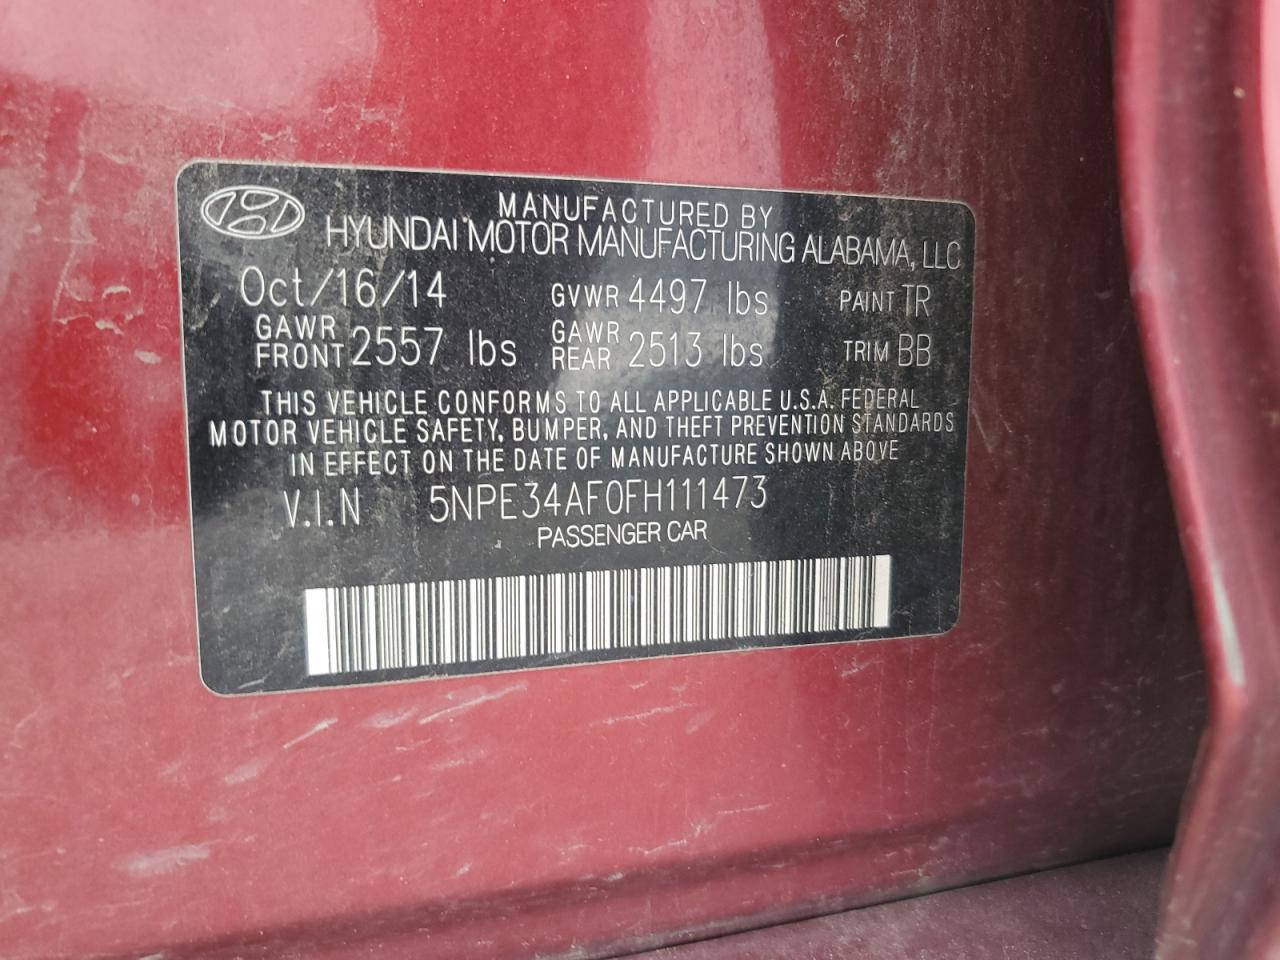 MANUFACTURED BY
HYUNDAI MOTOR MANUFACTURING ALABAMA, LLC
Oct/16/14 GVWR 4497 lbs PAINT TR
GAWR FRONT 2557 lbs GAWR REAR 2513 lbs TRIM BB
THIS VEHICLE CONFORMS TO ALL APPLICABLE U.S.A. FEDERAL
MOTOR VEHICLE SAFETY, BUMPER, AND THEFT PREVENTION STANDARDS
IN EFFECT ON THE DATE OF MANUFACTURE SHOWN ABOVE
V.I.N 5NPE34AF0FH111473
PASSENGER CAR